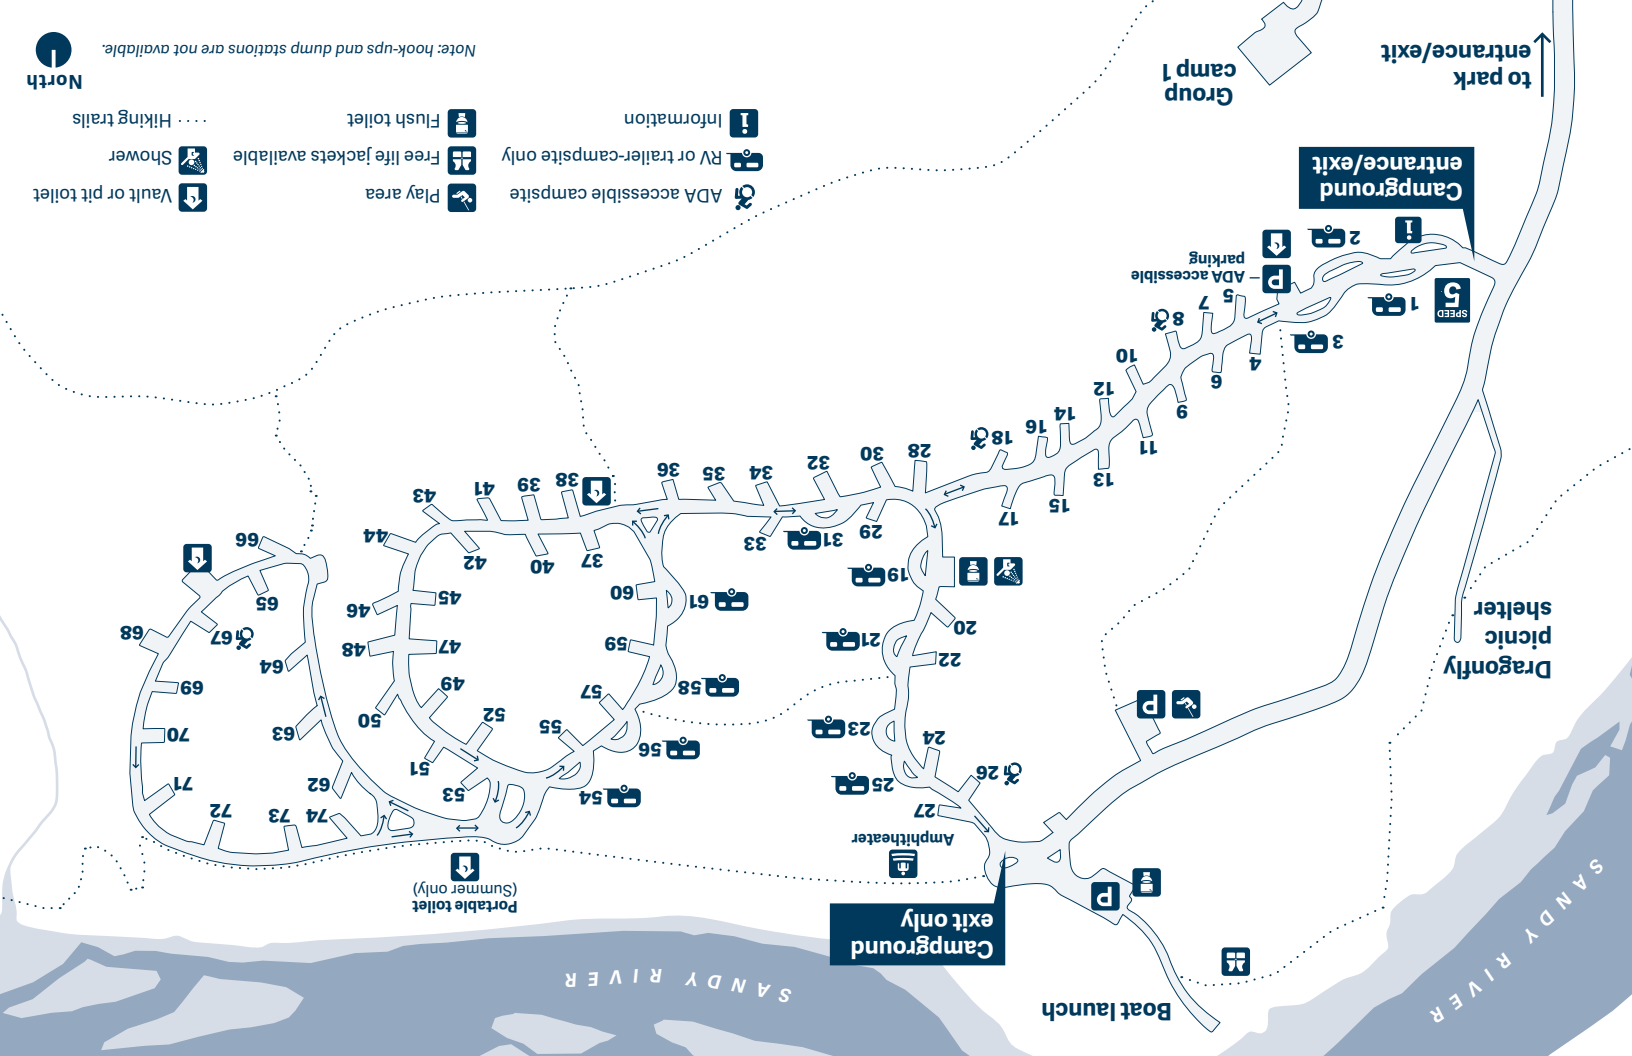 Boat launch
SANDY RIVER
SANDY RIVER
Campground
exit only
Portable toilet
(Summer only)
P
Amphitheater
27
26
25
24
23
22
21
20
19
Dragonfly
picnic
shelter
P
74
73
72
71
70
69
68
67
66
65
64
63
62
61
60
59
58
57
56
55
54
53
52
51
50
49
48
47
46
45
44
43
42
41
40
39
38
37
36
35
34
33
32
31
30
29
28
18
17
16
15
14
13
12
11
10
9
8
7
6
5
4
3
2
1
SPEED
5
P
ADA accessible
parking
i
Campground
entrance/exit
to park
entrance/exit
Group
camp 1
ADA accessible campsite
RV or trailer-campsite only
i
Information
Play area
Free life jackets available
Flush toilet
Vault or pit toilet
Shower
Hiking trails
North
Note: hook-ups and dump stations are not available.